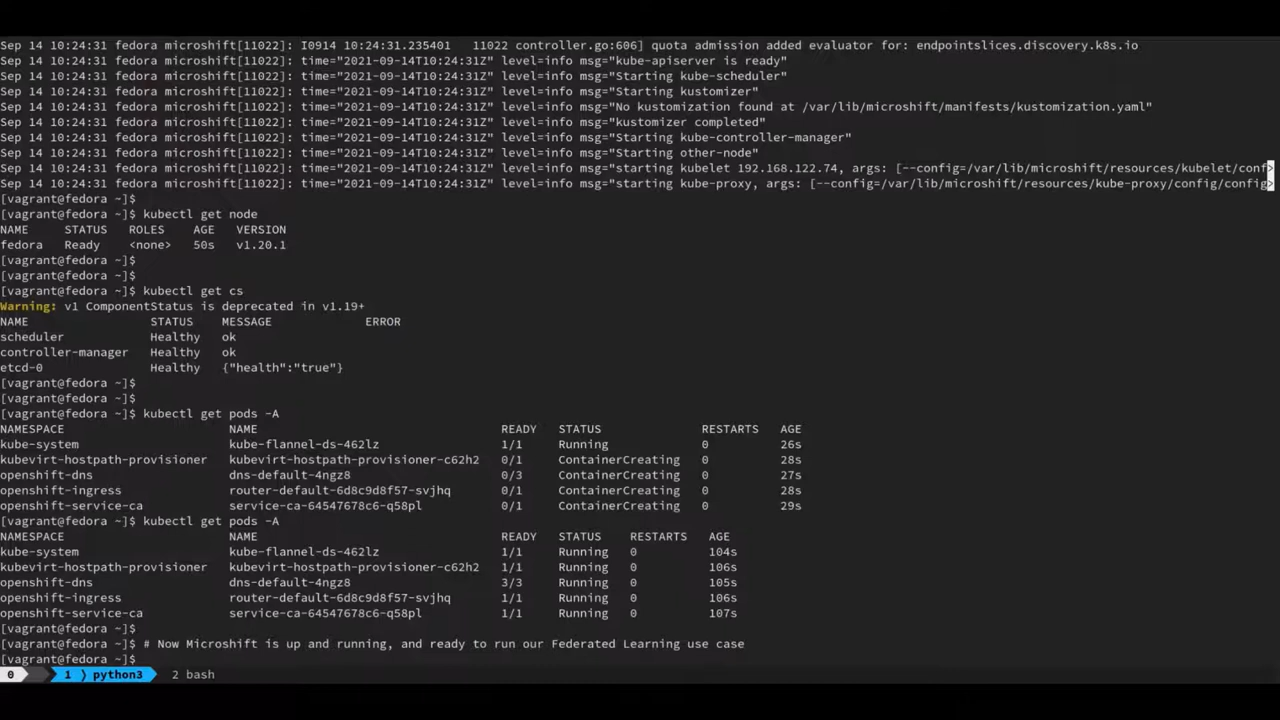 Sep 14 10:24:31 fedora microshift[11022]: I0914 10:24:31.235401   11022 controller.go:606] quota admission added evaluator for: endpointslices.discovery.k8s.io
Sep 14 10:24:31 fedora microshift[11022]: time="2021-09-14T10:24:31Z" level=info msg="kube-apiserver is ready"
Sep 14 10:24:31 fedora microshift[11022]: time="2021-09-14T10:24:31Z" level=info msg="Starting kube-scheduler"
Sep 14 10:24:31 fedora microshift[11022]: time="2021-09-14T10:24:31Z" level=info msg="Starting kustomizer"
Sep 14 10:24:31 fedora microshift[11022]: time="2021-09-14T10:24:31Z" level=info msg="No kustomization found at /var/lib/microshift/manifests/kustomization.yaml"
Sep 14 10:24:31 fedora microshift[11022]: time="2021-09-14T10:24:31Z" level=info msg="kustomizer completed"
Sep 14 10:24:31 fedora microshift[11022]: time="2021-09-14T10:24:31Z" level=info msg="Starting kube-controller-manager"
Sep 14 10:24:31 fedora microshift[11022]: time="2021-09-14T10:24:31Z" level=info msg="Starting other-node"
Sep 14 10:24:31 fedora microshift[11022]: time="2021-09-14T10:24:31Z" level=info msg="starting kubelet 192.168.122.74, args: [--config=/var/lib/microshift/resources/kubelet/conf>
Sep 14 10:24:31 fedora microshift[11022]: time="2021-09-14T10:24:31Z" level=info msg="starting kube-proxy, args: [--config=/var/lib/microshift/resources/kube-proxy/config/config>
[vagrant@fedora ~]$
[vagrant@fedora ~]$ kubectl get node
NAME     STATUS   ROLES    AGE   VERSION
fedora   Ready    <none>   50s   v1.20.1
[vagrant@fedora ~]$
[vagrant@fedora ~]$
[vagrant@fedora ~]$ kubectl get cs
Warning: v1 ComponentStatus is deprecated in v1.19+
NAME                 STATUS    MESSAGE             ERROR
scheduler            Healthy   ok
controller-manager   Healthy   ok
etcd-0               Healthy   {"health":"true"}
[vagrant@fedora ~]$
[vagrant@fedora ~]$
[vagrant@fedora ~]$ kubectl get pods -A
NAMESPACE                       NAME                                  READY   STATUS              RESTARTS   AGE
kube-system                     kube-flannel-ds-462lz                 1/1     Running             0          26s
kubevirt-hostpath-provisioner   kubevirt-hostpath-provisioner-c62h2   0/1     ContainerCreating   0          28s
openshift-dns                   dns-default-4ngz8                     0/3     ContainerCreating   0          27s
openshift-ingress               router-default-6d8c9d8f57-svjhq       0/1     ContainerCreating   0          28s
openshift-service-ca            service-ca-64547678c6-q58pl           0/1     ContainerCreating   0          29s
[vagrant@fedora ~]$ kubectl get pods -A
NAMESPACE                       NAME                                  READY   STATUS    RESTARTS   AGE
kube-system                     kube-flannel-ds-462lz                 1/1     Running   0          104s
kubevirt-hostpath-provisioner   kubevirt-hostpath-provisioner-c62h2   1/1     Running   0          106s
openshift-dns                   dns-default-4ngz8                     3/3     Running   0          105s
openshift-ingress               router-default-6d8c9d8f57-svjhq       1/1     Running   0          106s
openshift-service-ca            service-ca-64547678c6-q58pl           1/1     Running   0          107s
[vagrant@fedora ~]$
[vagrant@fedora ~]$ # Now Microshift is up and running, and ready to run our Federated Learning use case
[vagrant@fedora ~]$
0 1 ) python3 2 bash